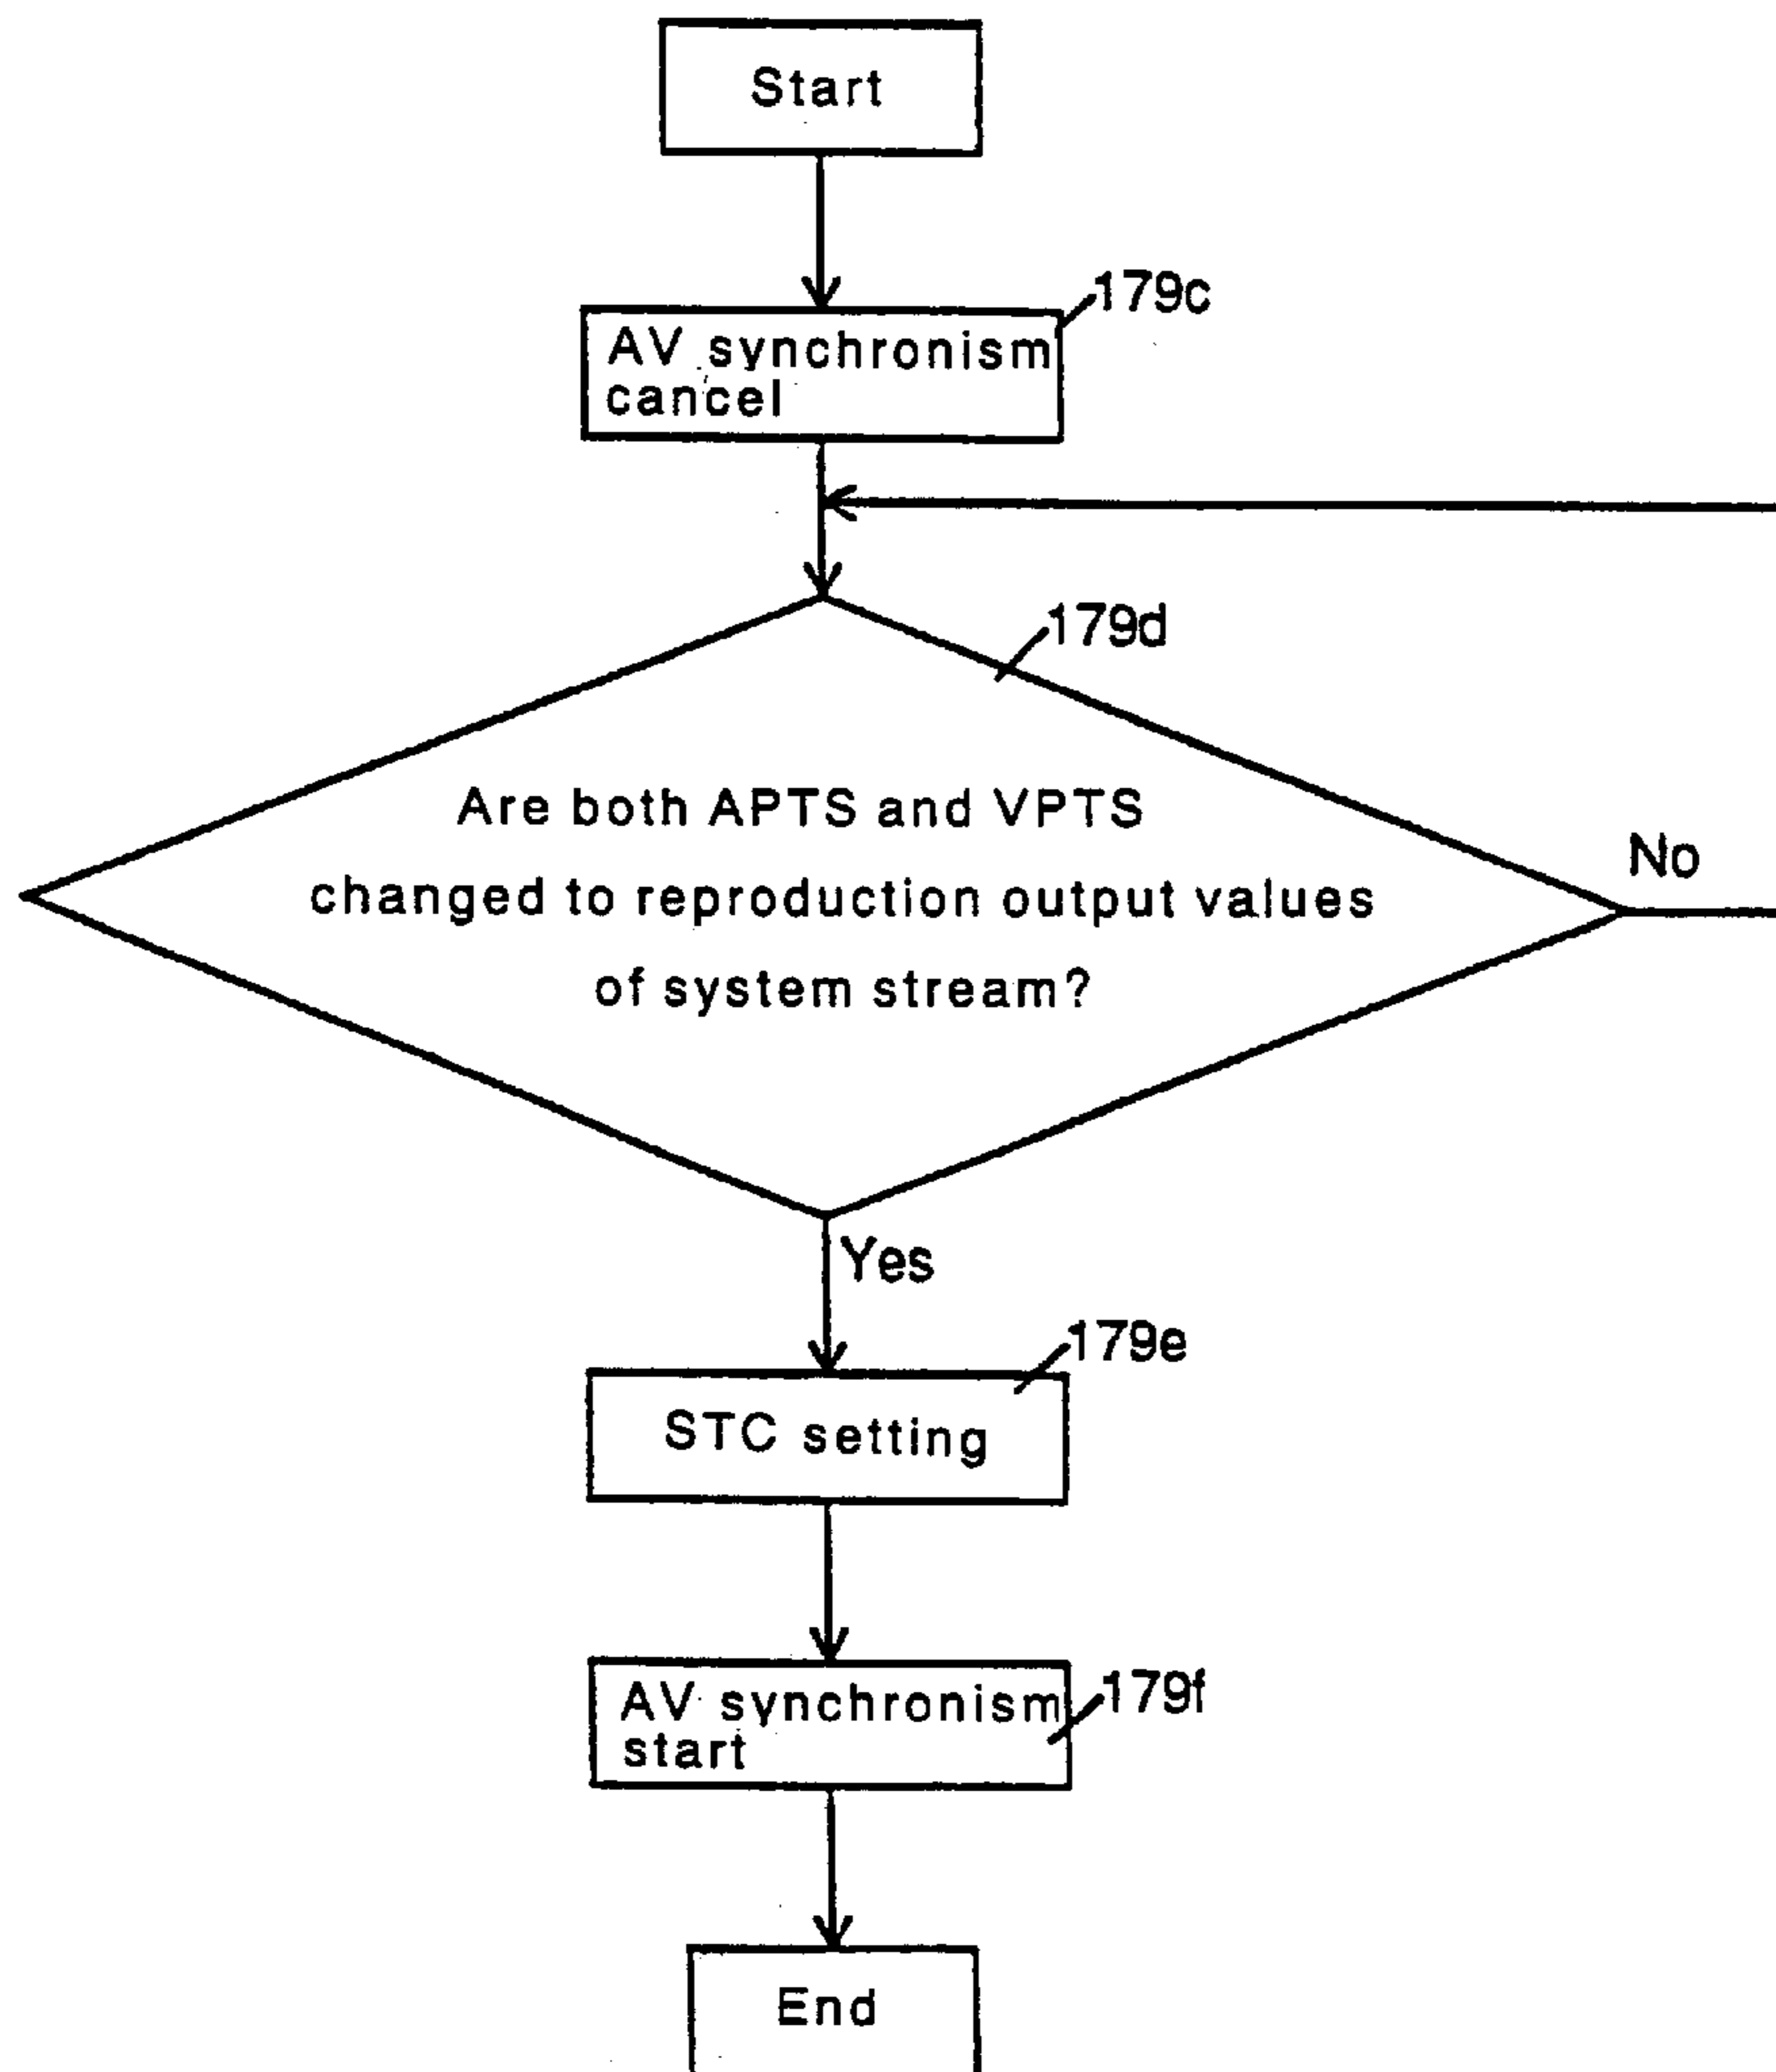 Start
179c
AV synchronism
cancel
179d
Are both APTS and VPTS
changed to reproduction output values
of system stream?
No
Yes
179e
STC setting
179f
AV synchronism
start
End